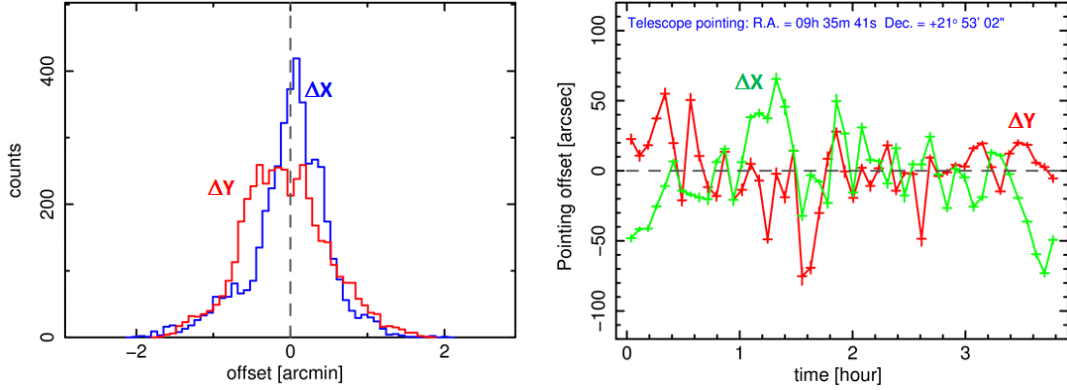 counts
400
200
0
ΔX
ΔY
-2
0
2
offset [arcmin]
Telescope pointing: R.A. = 09h 35m 41s Dec. = +21° 53' 02"
Pointing offset [arcsec]
100
50
0
-50
-100
ΔX
ΔY
0
1
2
3
time [hour]